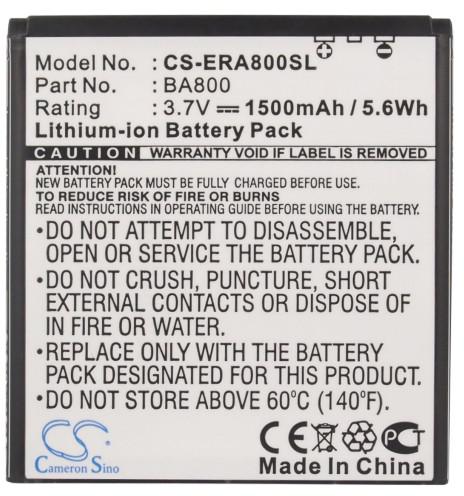 Model No.: CS-ERA800SL
Part No.: BA800
Rating : 3.7V 1500mAh / 5.6Wh
Lithium-ion Battery Pack
CAUTION: WARRANTY VOID IF LABEL IS REMOVED
ATTENTION!
NEW BATTERY PACK MUST BE FULLY CHARGED BEFORE USE
TO REDUCE RISK OF FIRE OR BURNS
READ INSTRUCTIONS IN OPERATING GUIDE BEFORE USING BATTERY
•DO NOT ATTEMPT TO DISASSEMBLE,
OPEN OR SERVICE THE BATTERY PACK.
•DO NOT CRUSH, PUNCTURE, SHORT
EXTERNAL CONTACTS, OR DISPOSE OF
IN FIRE OR WATER.
•REPLACE ONLY WITH THE BATTERY
PACK DESIGNATED FOR THIS PRODUCT.
•STORE BELOW 60°C (140°F)
CS
Cameron Sino
CE
PCT
Made In China